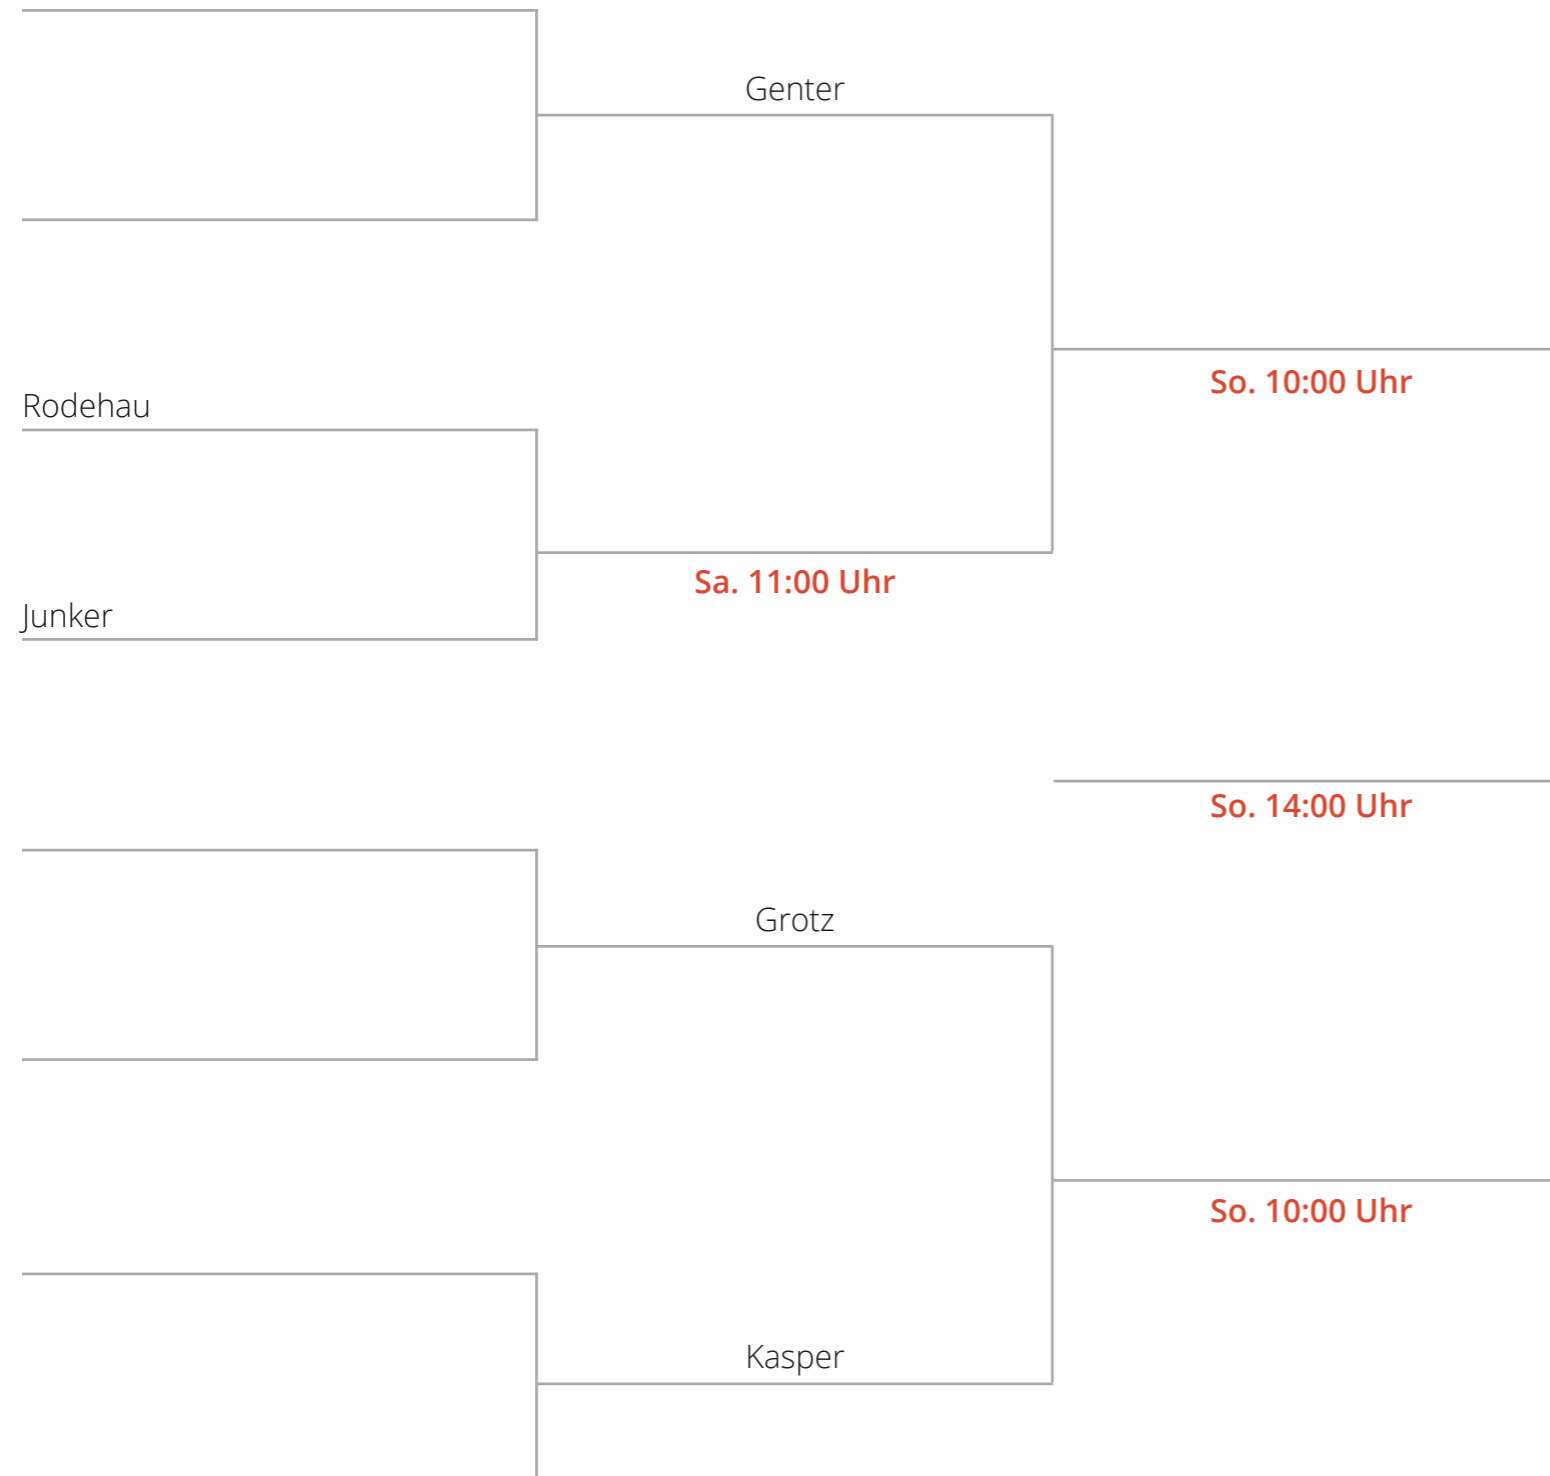 Genter
So. 10:00 Uhr
Rodehau
Sa. 11:00 Uhr
Junker
So. 14:00 Uhr
Grotz
So. 10:00 Uhr
Kasper